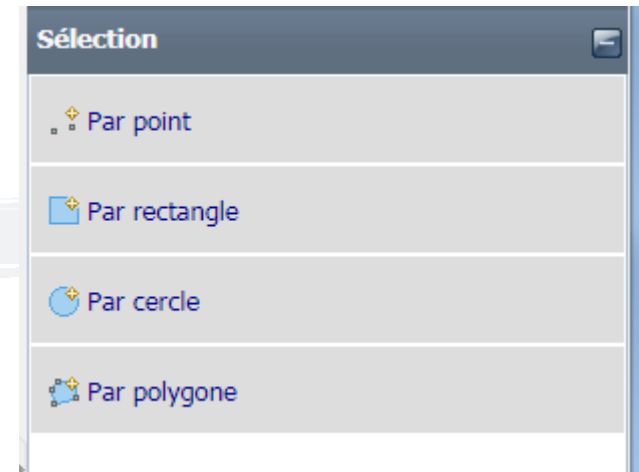 Sélection
Par point
Par rectangle
Par cercle
Par polygone